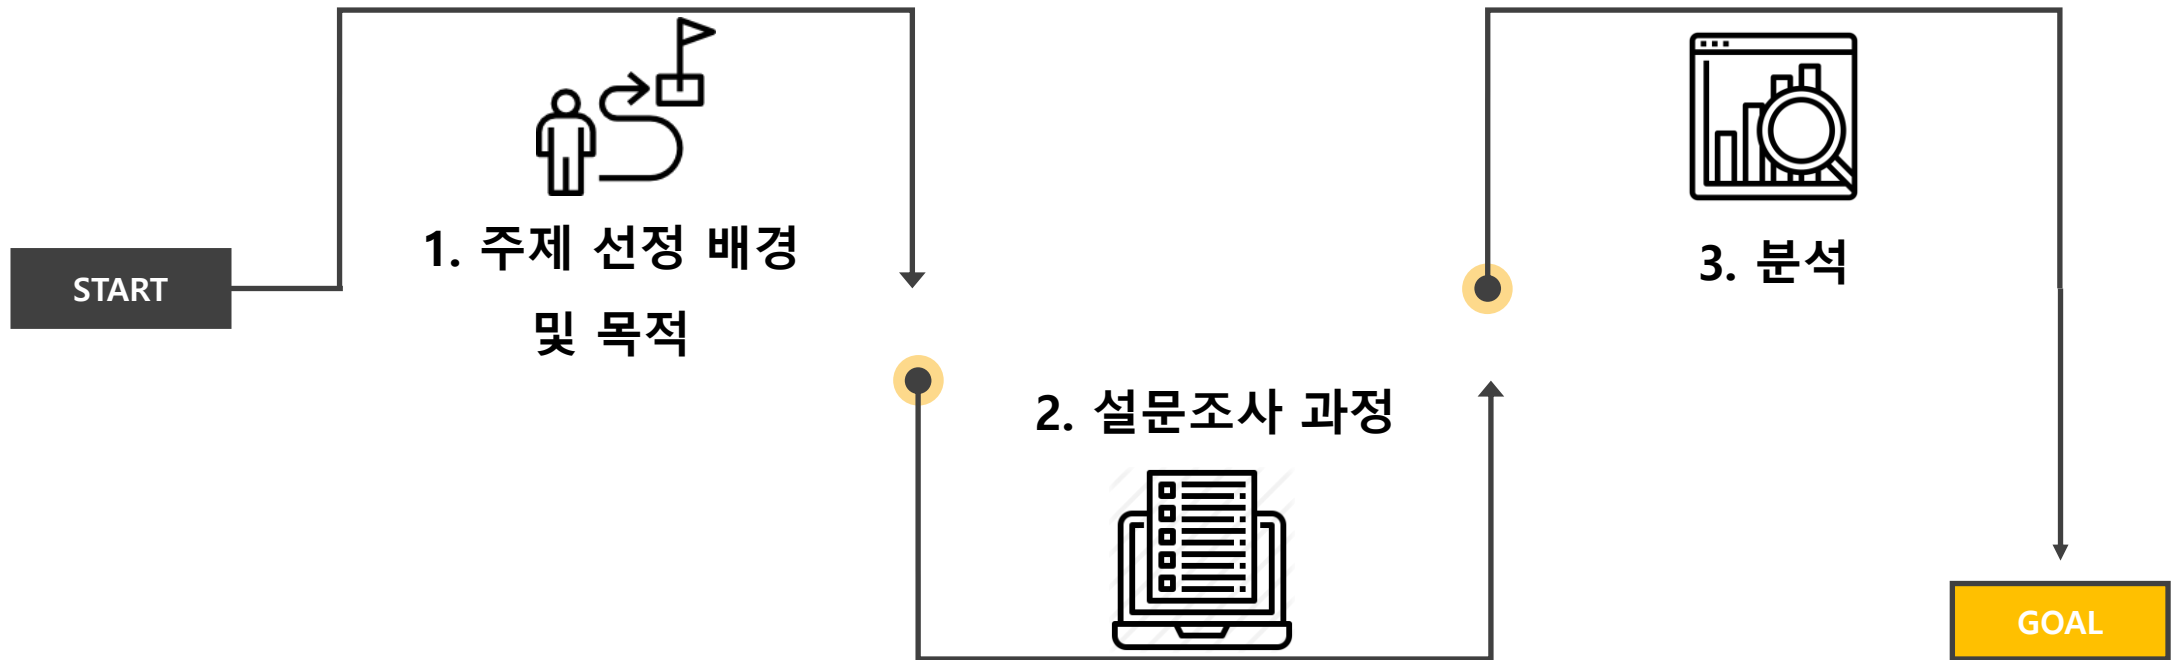 START
1. 주제 선정 배경
및 목적
2. 설문조사 과정
3. 분석
GOAL